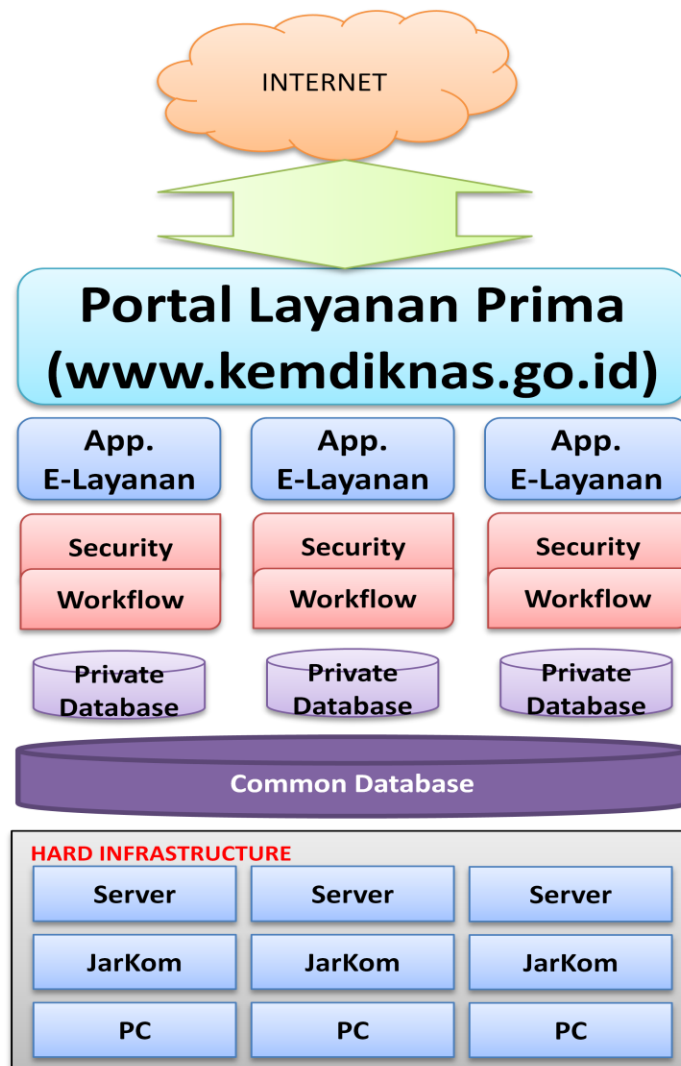 INTERNET
Portal Layanan Prima
(www.kemdiknas.go.id)
App.
E-Layanan
App.
E-Layanan
App.
E-Layanan
Security
Security
Security
Workflow
Workflow
Workflow
Private
Database
Private
Database
Private
Database
Common Database
HARD INFRASTRUCTURE
Server
Server
Server
JarKom
JarKom
JarKom
PC
PC
PC